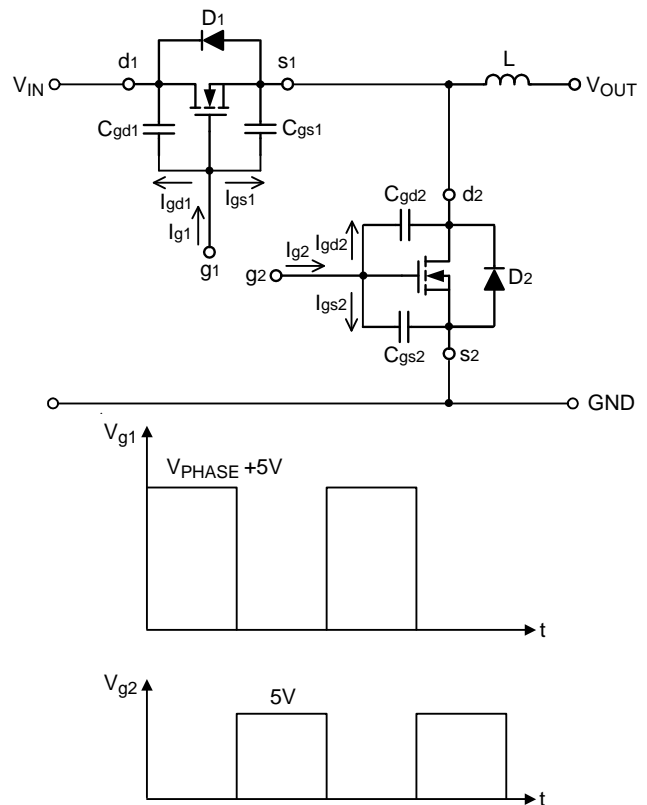 D1
d1
s1
L
VIN
VOUT
Cgd1
Cgs1
Igd1
Igs1
Cgd2
d2
Ig1
Ig2
Igd2
g1
g2
D2
Igs2
Cgs2
s2
GND
Vg1
VPHASE +5V
t
Vg2
5V
t